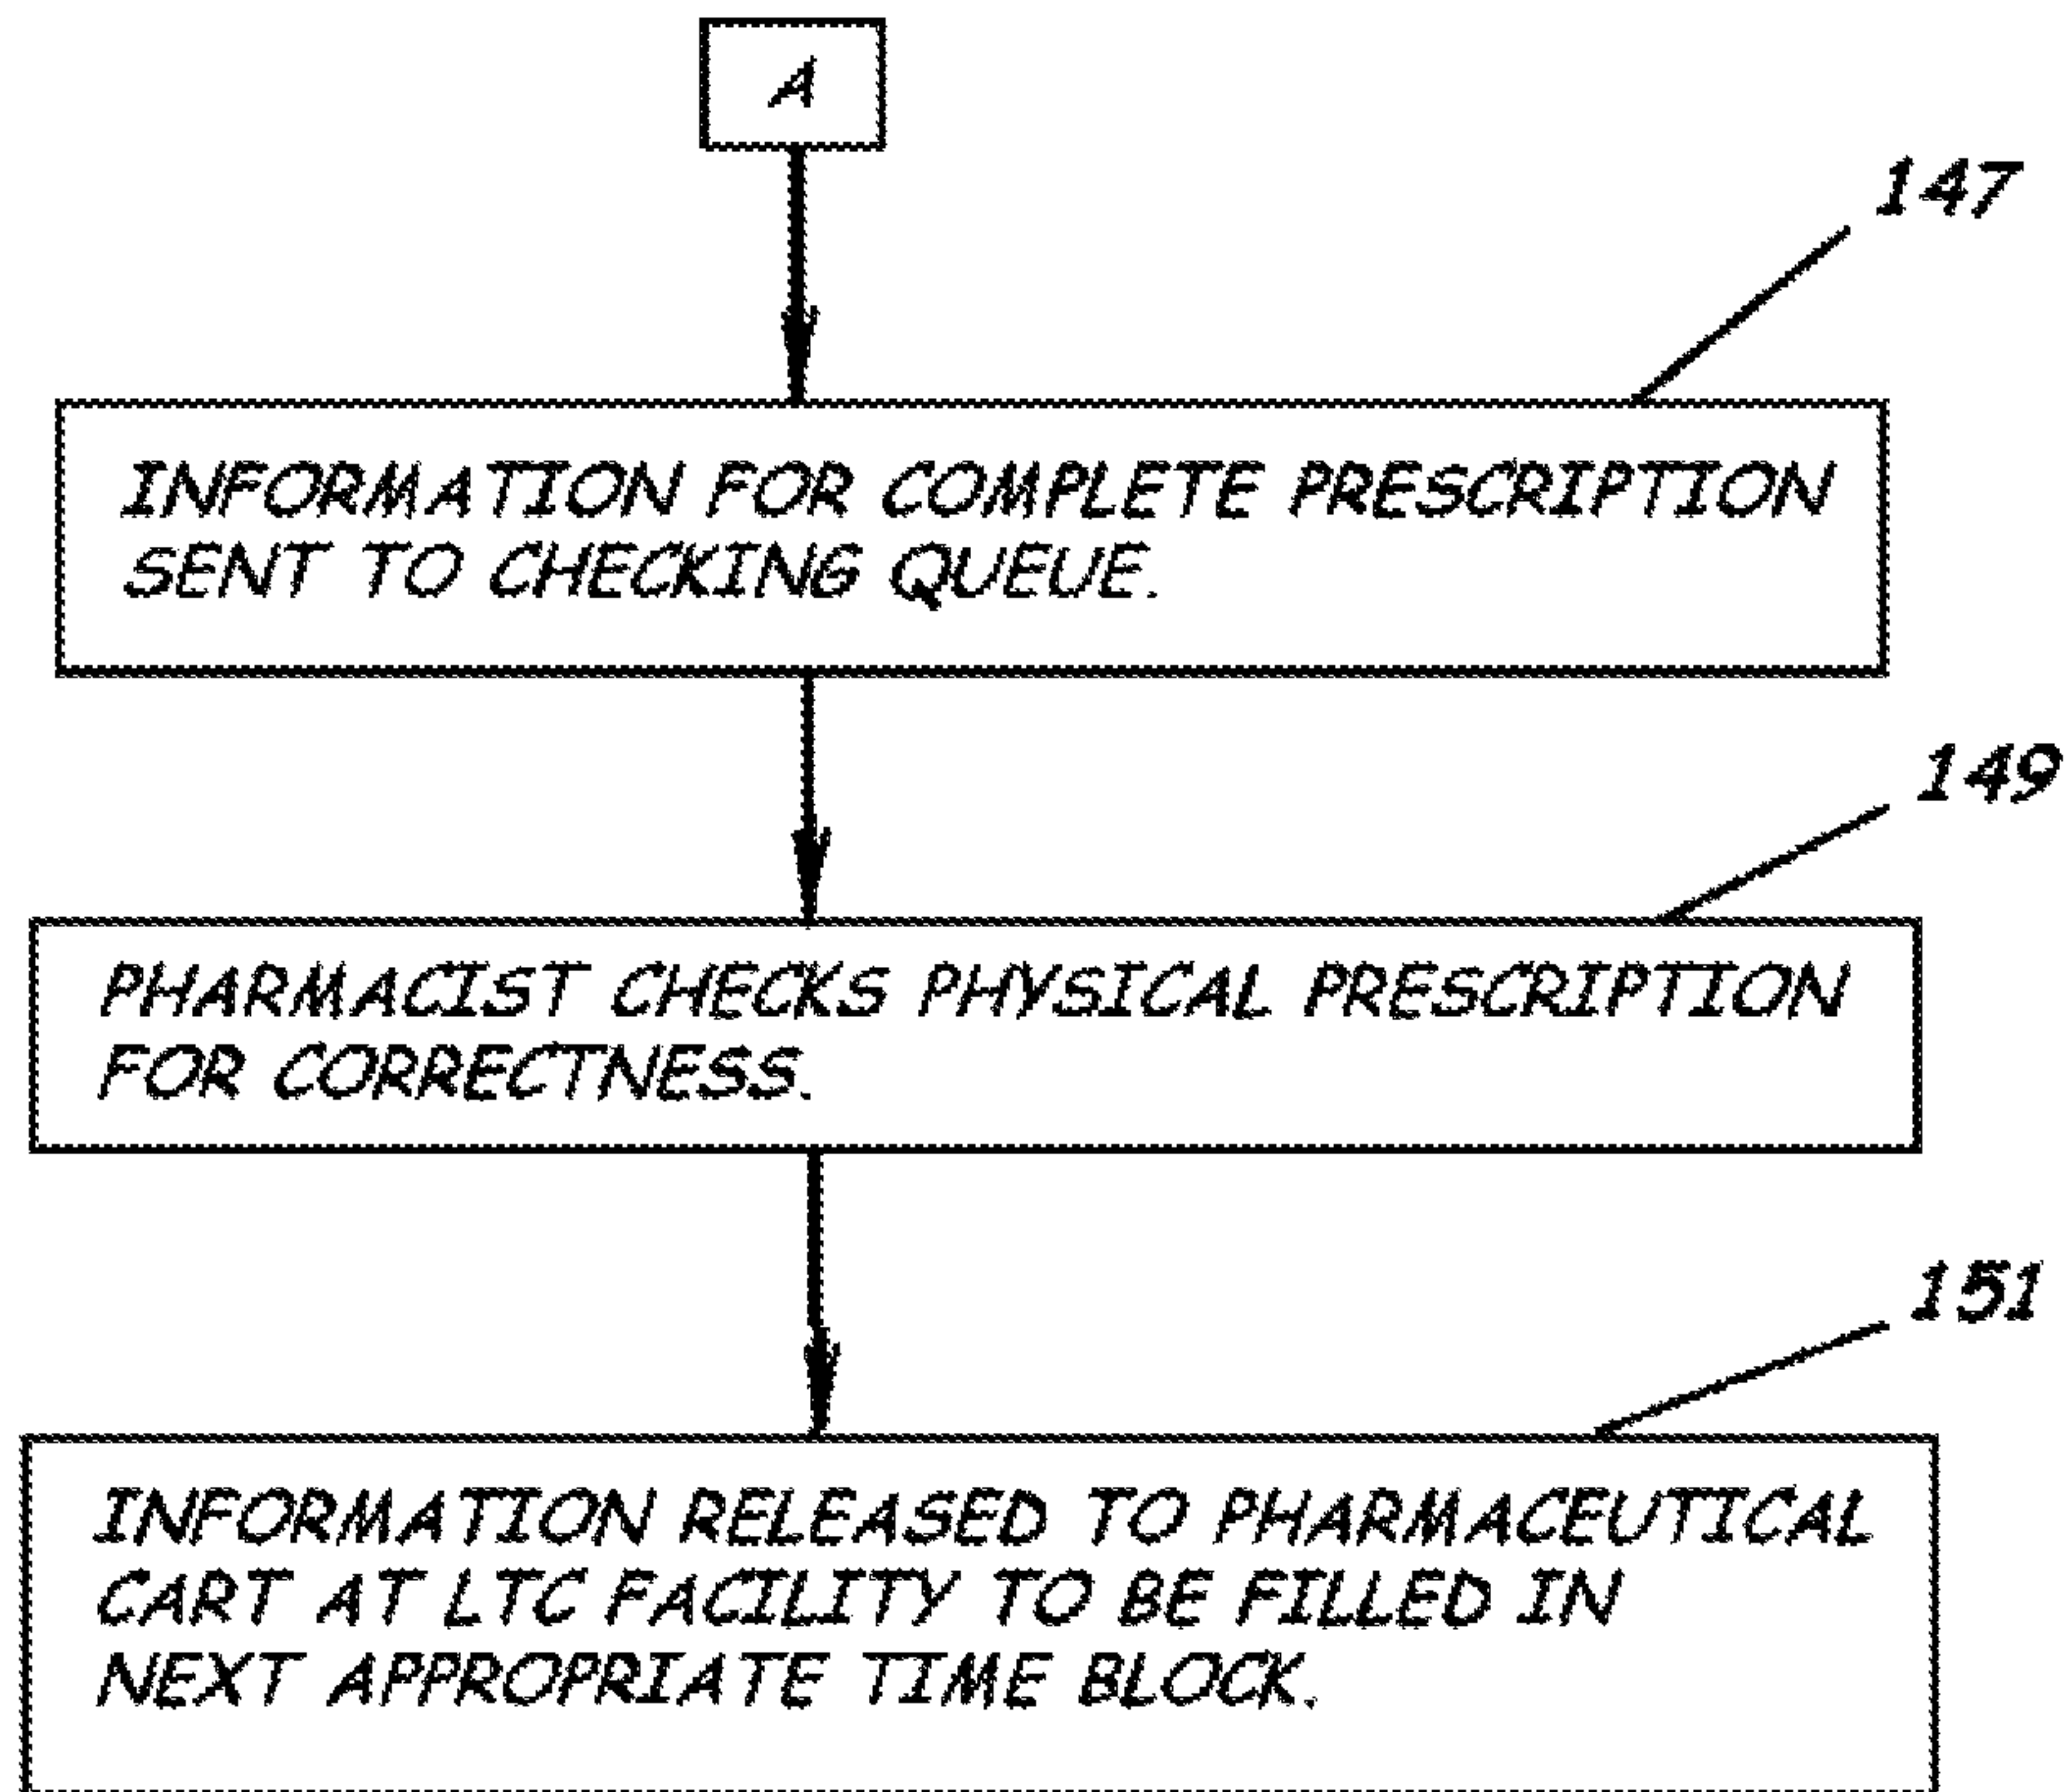 A
147
INFORMATION FOR COMPLETE PRESCRIPTION
SENT TO CHECKING QUEUE.
149
PHARMACIST CHECKS PHYSICAL PRESCRIPTION
FOR CORRECTNESS.
151
INFORMATION RELEASED TO PHARMACEUTICAL
CART AT LTC FACILITY TO BE FILLED IN
NEXT APPROPRIATE TIME BLOCK.